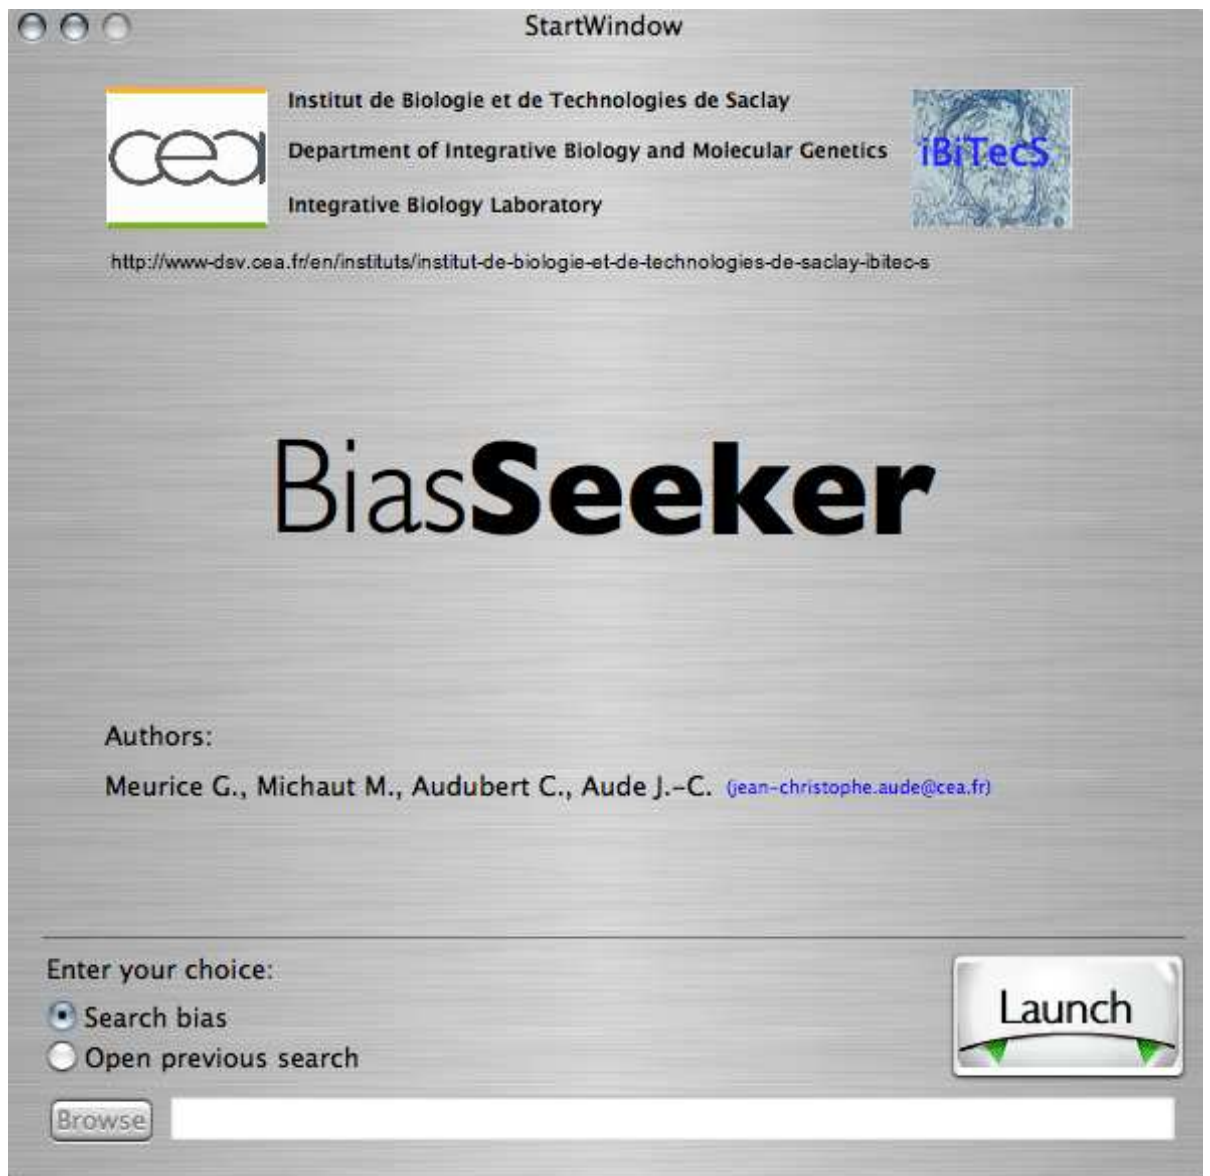 StartWindow
cea
Institut de Biologie et de Technologies de Saclay
Department of Integrative Biology and Molecular Genetics
Integrative Biology Laboratory
iBiTecS
http://www-dsv.cea.fr/en/instituts/institut-de-biologie-et-de-technologies-de-saclay-ibitec-s
BiasSeeker
Authors:
Meurice G., Michaut M., Audubert C., Aude J.-C. (jean-christophe.aude@cea.fr)
Enter your choice:
Search bias
Open previous search
Launch
Browse